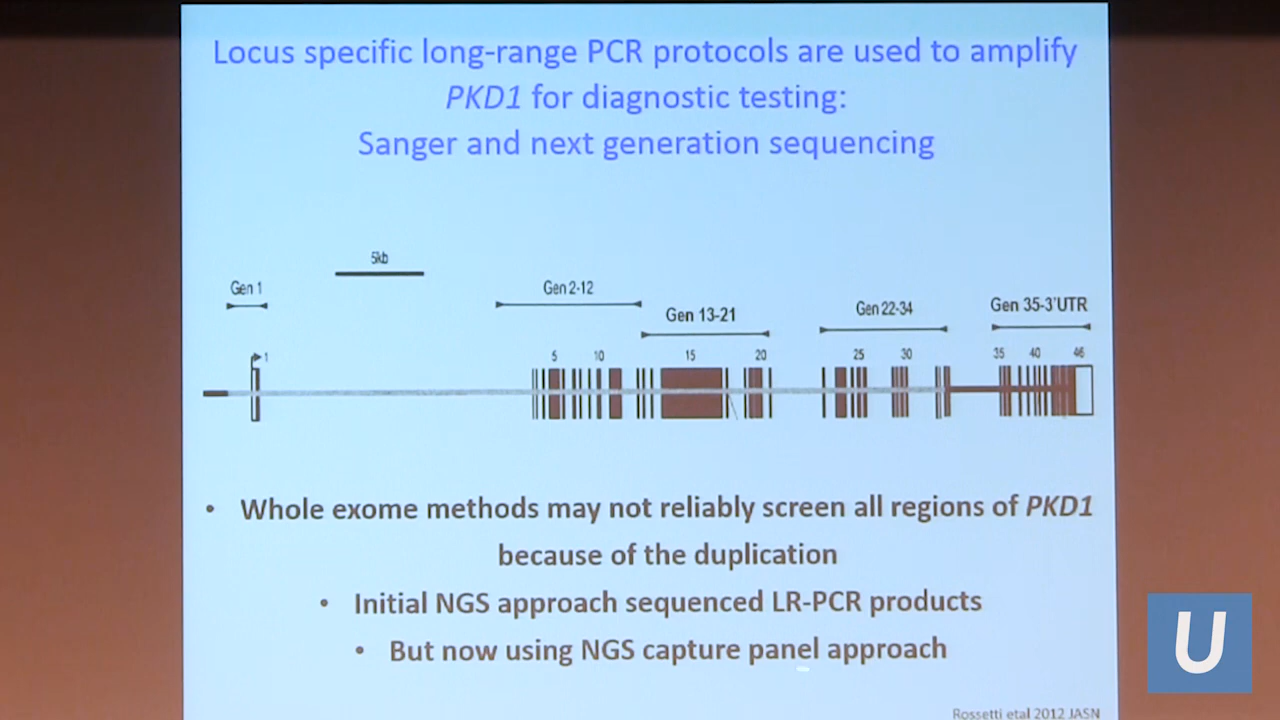 Locus specific long-range PCR protocols are used to amplify
PKD1 for diagnostic testing:
Sanger and next generation sequencing
5kb
Gen 1
Gen 2-12
Gen 13-21
Gen 22-34
Gen 35-3'UTR
1
5
10
15
20
25
30
35
40
46
• Whole exome methods may not reliably screen all regions of PKD1
because of the duplication
• Initial NGS approach sequenced LR-PCR products
• But now using NGS capture panel approach
Rossetti etal 2012 JASN
U